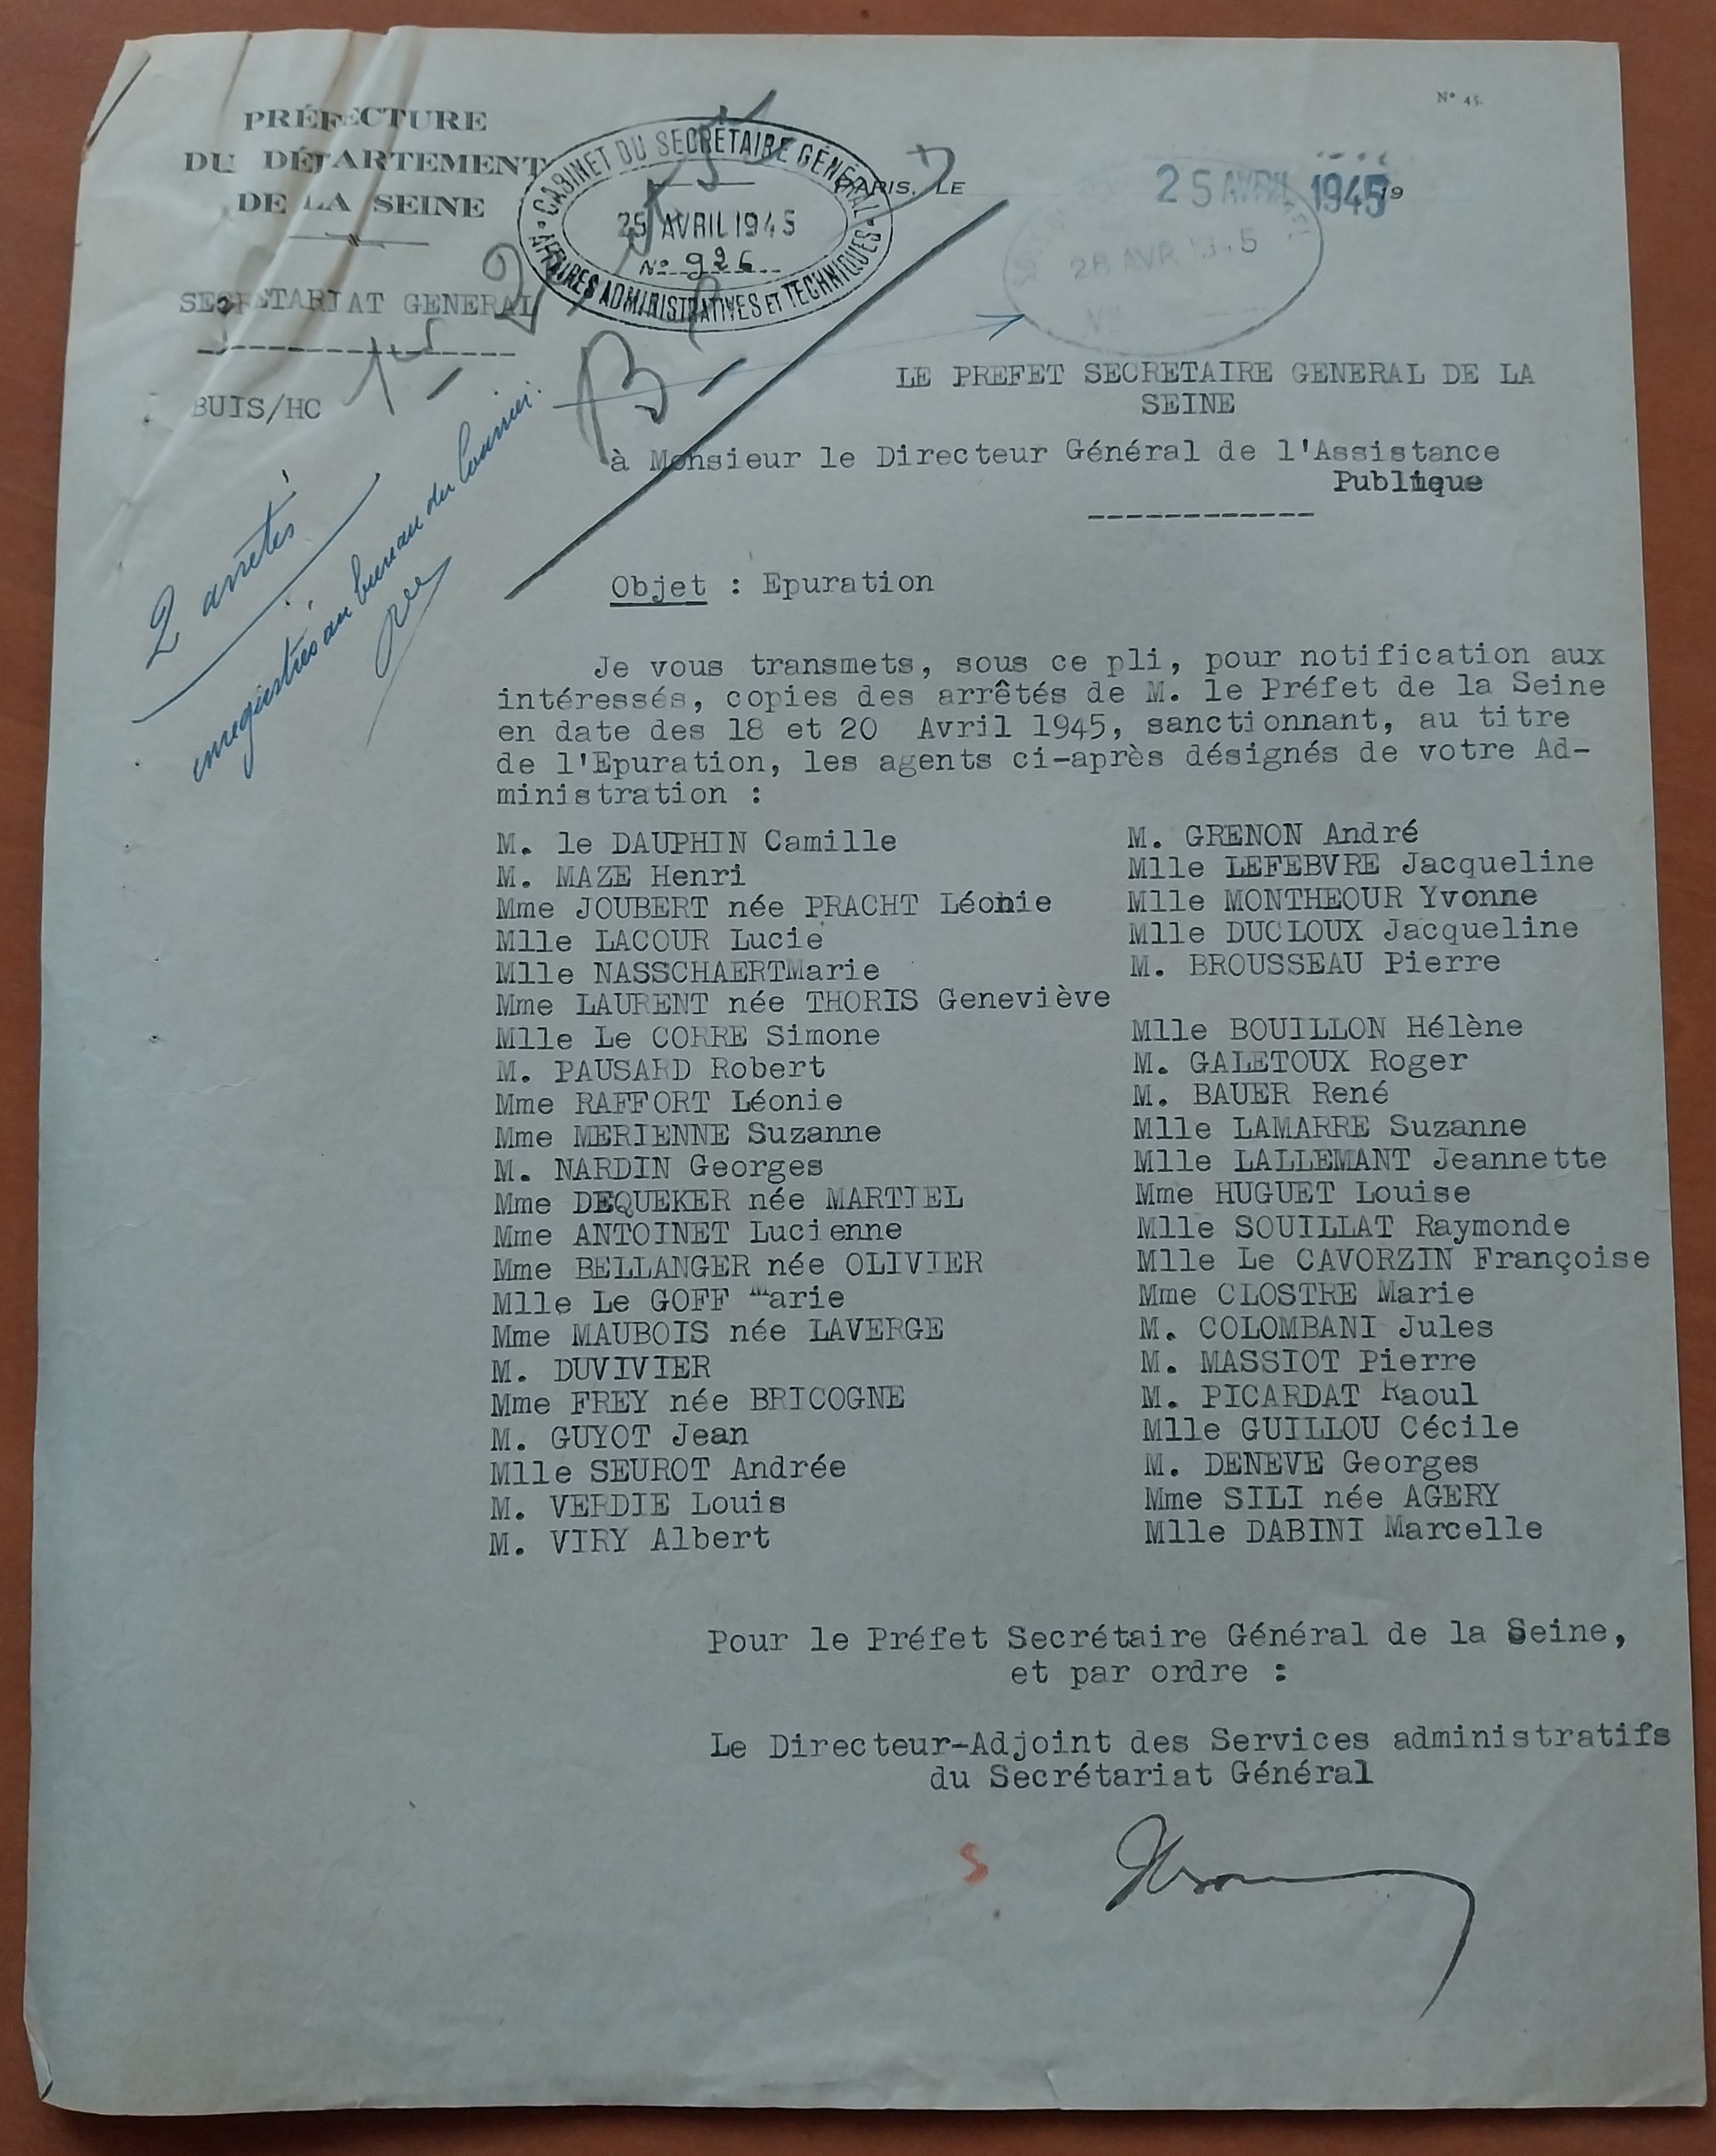 N° 45.
PRÉFECTURE
DU DÉPARTEMENT
DE LA SEINE
CABINET DU SECRÉTAIRE GÉNÉRAL
25 AVRIL 1945
N° 926
AFFAIRES ADMINISTRATIVES ET TECHNIQUES
PARIS, LE
25 AVRIL 1945 19
28 AVR 1945
SECRETARIAT GENERAL
BUIS/HC
B-
2 arrêtés
enregistrés au bureau du Courrier.
LE PREFET SECRETAIRE GENERAL DE LA
SEINE
à Monsieur le Directeur Général de l'Assistance
Publique
Objet : Epuration
Je vous transmets, sous ce pli, pour notification aux
intéressés, copies des arrêtés de M. le Préfet de la Seine
en date des 18 et 20 Avril 1945, sanctionnant, au titre
de l'Epuration, les agents ci-après désignés de votre Ad-
ministration :
M. le DAUPHIN Camille
M. MAZE Henri
Mme JOUBERT née PRACHT Léonie
Mlle LACOUR Lucie
Mlle NASSCHAERTMarie
Mme LAURENT née THORIS Geneviève
Mlle Le CORRE Simone
M. PAUSARD Robert
Mme RAFFORT Léonie
Mme MERIENNE Suzanne
M. NARDIN Georges
Mme DEQUEKER née MARTIEL
Mme ANTOINET Lucienne
Mme BELLANGER née OLIVIER
Mlle Le GOFF Marie
Mme MAUBOIS née LAVERGE
M. DUVIVIER
Mme FREY née BRICOGNE
M. GUYOT Jean
Mlle SEUROT Andrée
M. VERDIE Louis
M. VIRY Albert
M. GRENON André
Mlle LEFEBVRE Jacqueline
Mlle MONTHEOUR Yvonne
Mlle DUCLOUX Jacqueline
M. BROUSSEAU Pierre
Mlle BOUILLON Hélène
M. GALETOUX Roger
M. BAUER René
Mlle LAMARRE Suzanne
Mlle LALLEMANT Jeannette
Mme HUGUET Louise
Mlle SOUILLAT Raymonde
Mlle Le CAVORZIN Françoise
Mme CLOSTRE Marie
M. COLOMBANI Jules
M. MASSIOT Pierre
M. PICARDAT Raoul
Mlle GUILLOU Cécile
M. DENEVE Georges
Mme SILI née AGERY
Mlle DABINI Marcelle
Pour le Préfet Secrétaire Général de la Seine,
et par ordre :
Le Directeur-Adjoint des Services administratifs
du Secrétariat Général
S